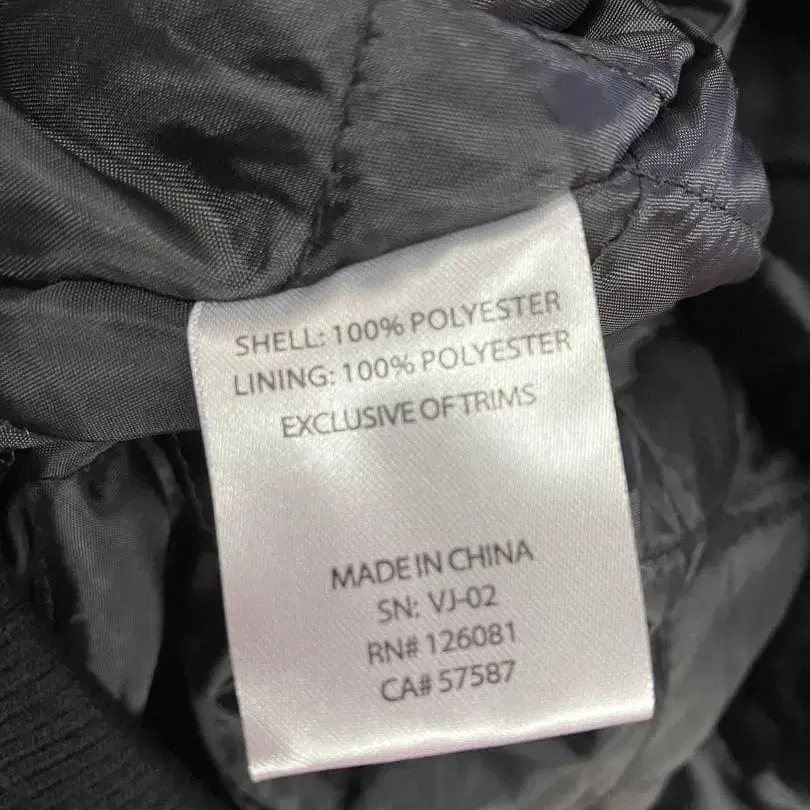 SHELL: 100% POLYESTER
LINING: 100% POLYESTER
EXCLUSIVE OF TRIMS
MADE IN CHINA
SN: VJ-02
RN# 126081
CA# 57587